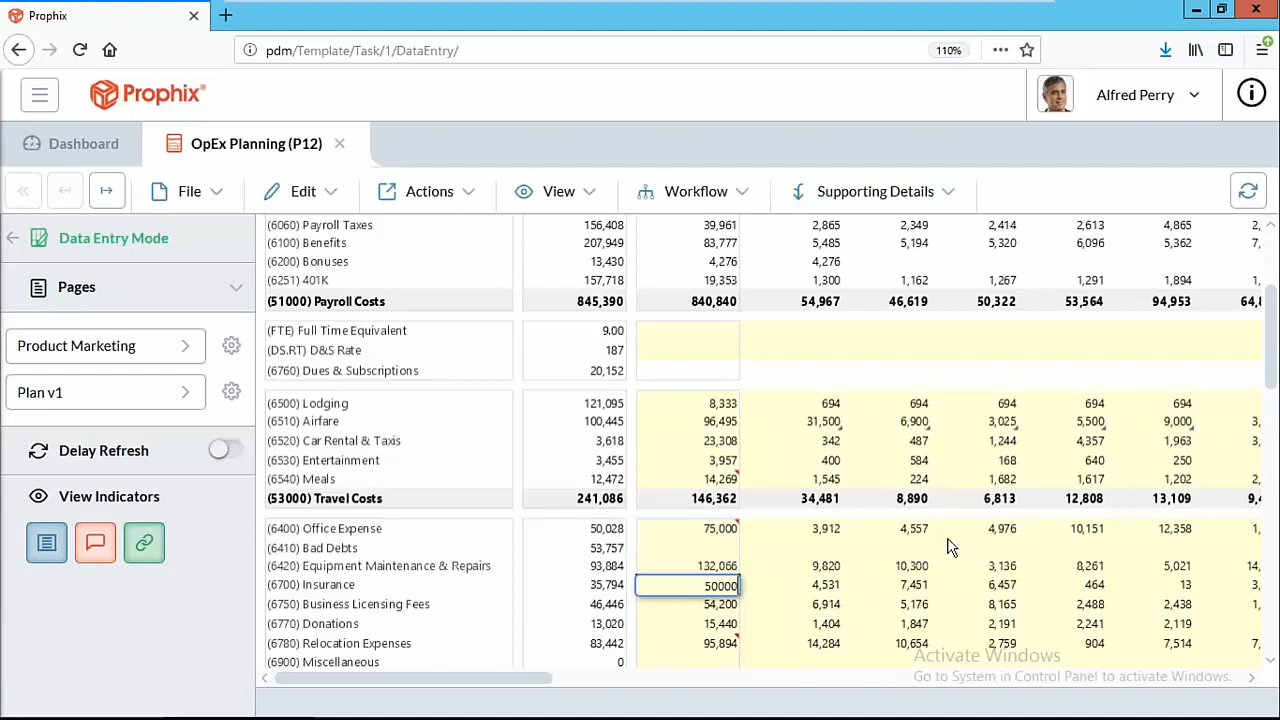 Prophix
pdm/Template/Task/1/DataEntry/
110%
Prophix®
Alfred Perry
Dashboard
OpEx Planning (P12)
File
Edit
Actions
View
Workflow
Supporting Details
Data Entry Mode
Pages
Product Marketing
Plan v1
Delay Refresh
View Indicators
(6060) Payroll Taxes 156,408 39,961 2,865 2,349 2,414 2,613 4,865 2,
(6100) Benefits 207,949 83,777 5,485 5,194 5,320 6,096 5,362 7,
(6200) Bonuses 13,430 4,276 4,276
(6251) 401K 157,718 19,353 1,300 1,162 1,267 1,291 1,894 1,
(51000) Payroll Costs 845,390 840,840 54,967 46,619 50,322 53,564 94,953 64,8
(FTE) Full Time Equivalent 9.00
(DS.RT) D&S Rate 187
(6760) Dues & Subscriptions 20,152
(6500) Lodging 121,095 8,333 694 694 694 694 694
(6510) Airfare 100,445 96,495 31,500 6,900 3,025 5,500 9,000 3,
(6520) Car Rental & Taxis 3,618 23,308 342 487 1,244 4,357 1,963 3,
(6530) Entertainment 3,455 3,957 400 584 168 640 250
(6540) Meals 12,472 14,269 1,545 224 1,682 1,617 1,202 2,
(53000) Travel Costs 241,086 146,362 34,481 8,890 6,813 12,808 13,109 9,4
(6400) Office Expense 50,028 75,000 3,912 4,557 4,976 10,151 12,358 1,
(6410) Bad Debts 53,757
(6420) Equipment Maintenance & Repairs 93,884 132,066 9,820 10,300 3,136 8,261 5,021 14,
(6700) Insurance 35,794 50000 4,531 7,451 6,457 464 13 3,
(6750) Business Licensing Fees 46,446 54,200 6,914 5,176 8,165 2,488 2,438 1,
(6770) Donations 13,020 15,440 1,404 1,847 2,191 2,241 2,119
(6780) Relocation Expenses 83,442 95,894 14,284 10,654 2,759 904 7,514 7,
(6900) Miscellaneous 0
Activate Windows
Go to System in Control Panel to activate Windows.